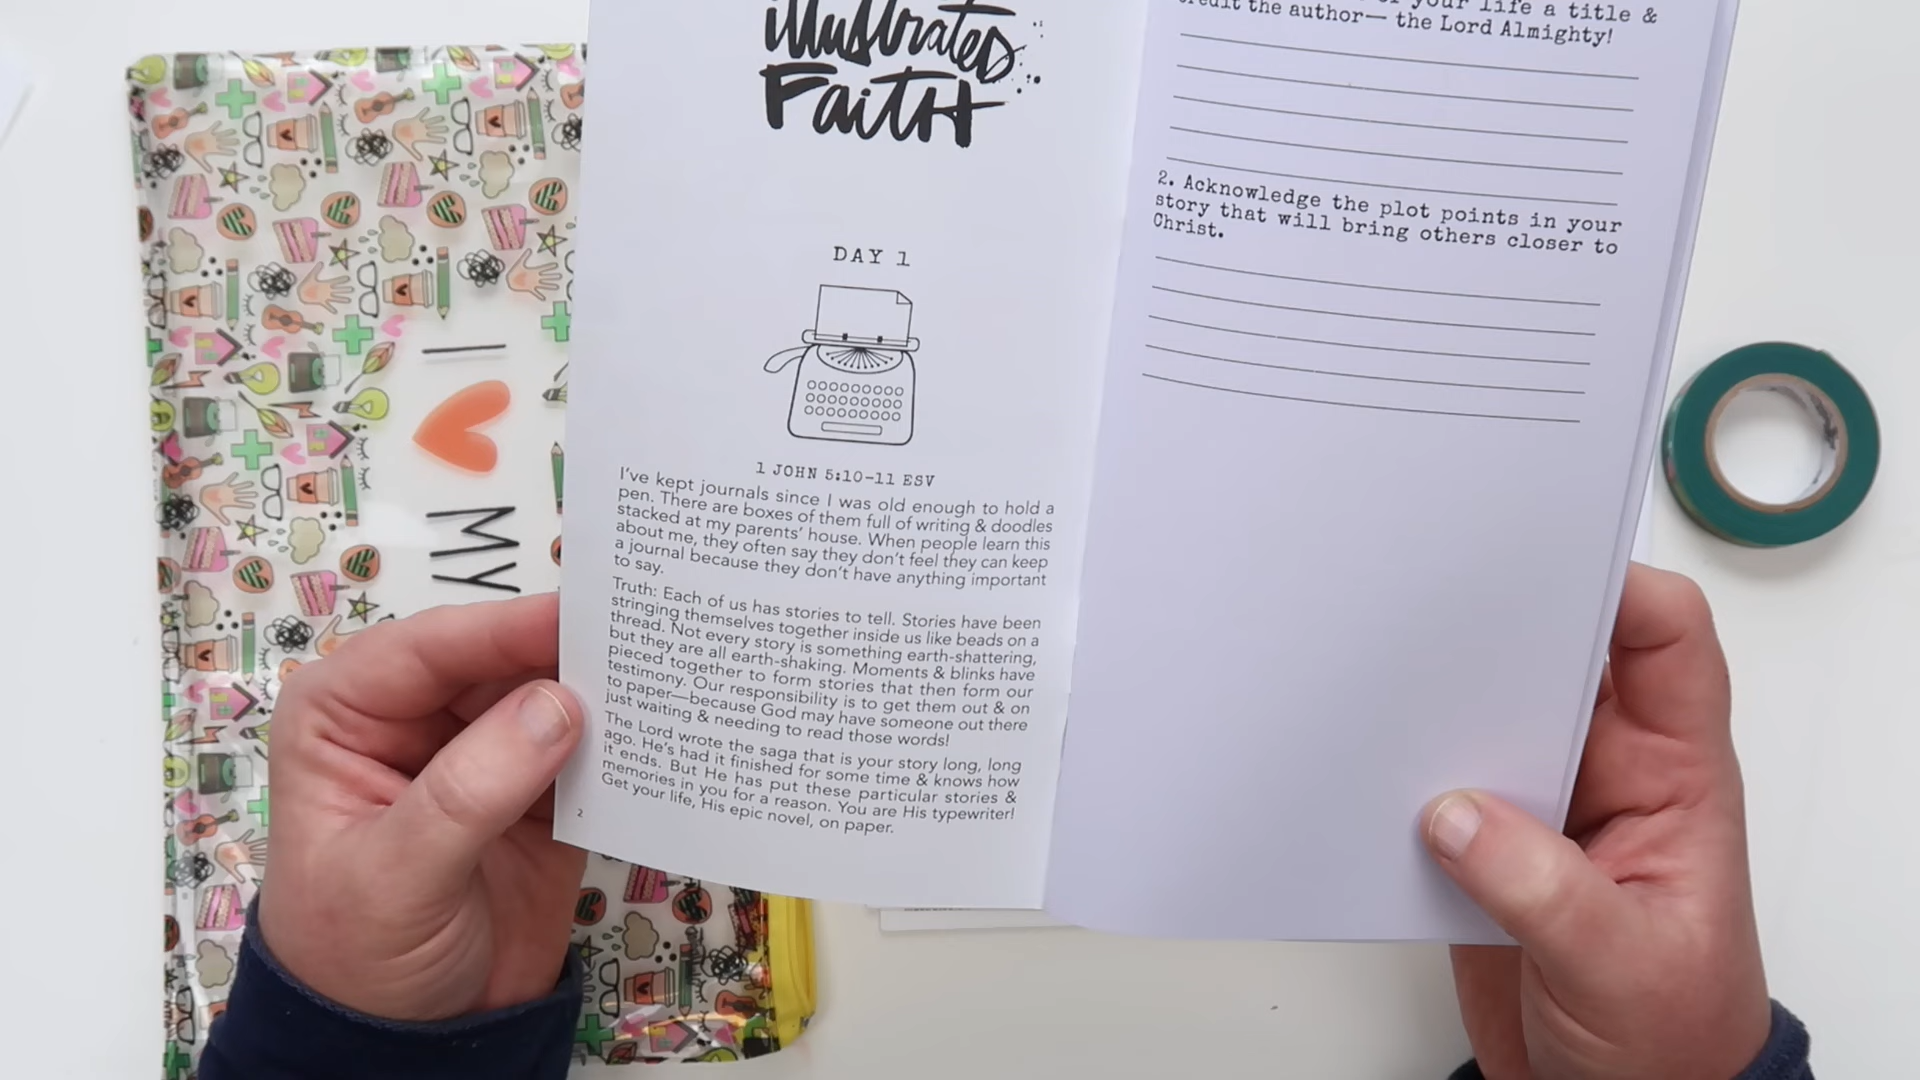 illustrated
Faith
DAY 1
1 JOHN 5:10-11 ESV
I've kept journals since I was old enough to hold a
pen. There are boxes of them full of writing & doodles
stacked at my parents' house. When people learn this
about me, they often say they don't feel they can keep
a journal because they don't have anything important
to say.
Truth: Each of us has stories to tell. Stories have been
stringing themselves together inside us like beads on a
thread. Not every story is something earth-shattering,
but they are all earth-shaking. Moments & blinks have
pieced together to form stories that then form our
testimony. Our responsibility is to get them out & on
to paper—because God may have someone out there
just waiting & needing to read those words!
The Lord wrote the saga that is your story long, long
ago. He's had it finished for some time & knows how
it ends. But He has put these particular stories &
memories in you for a reason. You are His typewriter!
Get your life, His epic novel, on paper.
2
your life a title &
credit the author— the Lord Almighty!
2. Acknowledge the plot points in your
story that will bring others closer to
Christ.
I
MY